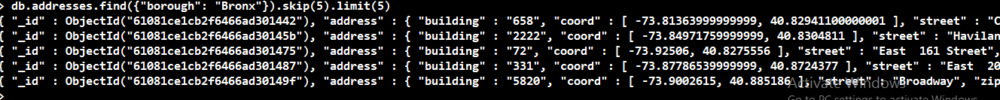 > db.addresses.find({"borough": "Bronx"}).skip(5).limit(5)
{ "_id" : ObjectId("61081ce1cb2f6466ad301442"), "address" : { "building" : "658", "coord" : [ -73.81363999999999, 40.82941100000001 ], "street" : "C
{ "_id" : ObjectId("61081ce1cb2f6466ad30145b"), "address" : { "building" : "2222", "coord" : [ -73.84971759999999, 40.8304811 ], "street" : "Havilan
{ "_id" : ObjectId("61081ce1cb2f6466ad301475"), "address" : { "building" : "72", "coord" : [ -73.92506, 40.8275556 ], "street" : "East  161 Street",
{ "_id" : ObjectId("61081ce1cb2f6466ad301487"), "address" : { "building" : "331", "coord" : [ -73.87786539999999, 40.8724377 ], "street" : "East  20
{ "_id" : ObjectId("61081ce1cb2f6466ad30149f"), "address" : { "building" : "5820", "coord" : [ -73.9002615, 40.885186 ], "street" : "Broadway", "zip
Activate Windows
>
Go to PC settings to activate Windows